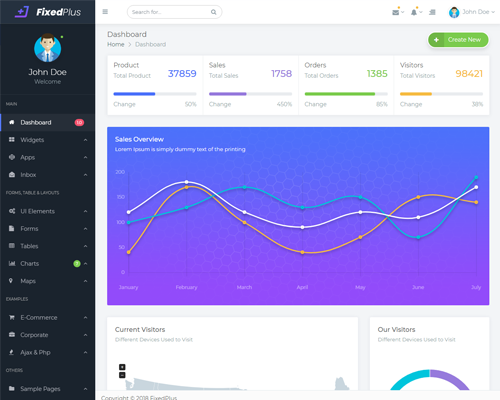 FixedPlus
Search for...
John Doe
John Doe
Welcome
MAIN
Dashboard 10
Widgets
Apps
Inbox
FORMS, TABLE & LAYOUTS
UI Elements
Forms
Tables
Charts 7
Maps
EXAMPLES
E-Commerce
Corporate
Ajax & Php
OTHERS
Sample Pages
Dashboard
Home > Dashboard
+ Create New
Product
Total Product 37859
Change 50%
Sales
Total Sales 1758
Change 450%
Orders
Total Orders 1385
Change 85%
Visitors
Total Visitors 98421
Change 38%
Sales Overview
Lorem Ipsum is simply dummy text of the printing
200
150
100
50
0
January February March April May June July
Current Visitors
Different Devices Used to Visit
+
-
Our Visitors
Different Devices Used to Visit
Copyright © 2018 FixedPlus